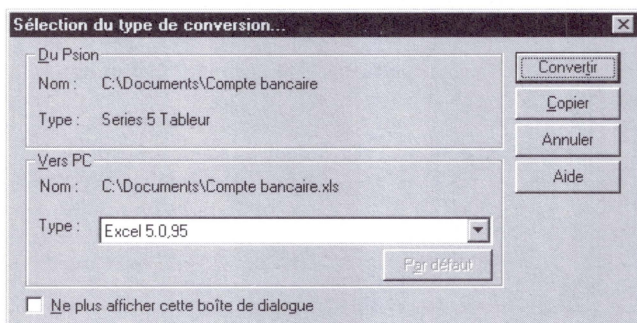 Sélection du type de conversion...
Du Psion
Nom : C:\Documents\Compte bancaire
Type : Series 5 Tableur
Vers PC
Nom : C:\Documents\Compte bancaire.xls
Type : Excel 5.0,95
Par défaut
Ne plus afficher cette boîte de dialogue
Convertir
Copier
Annuler
Aide